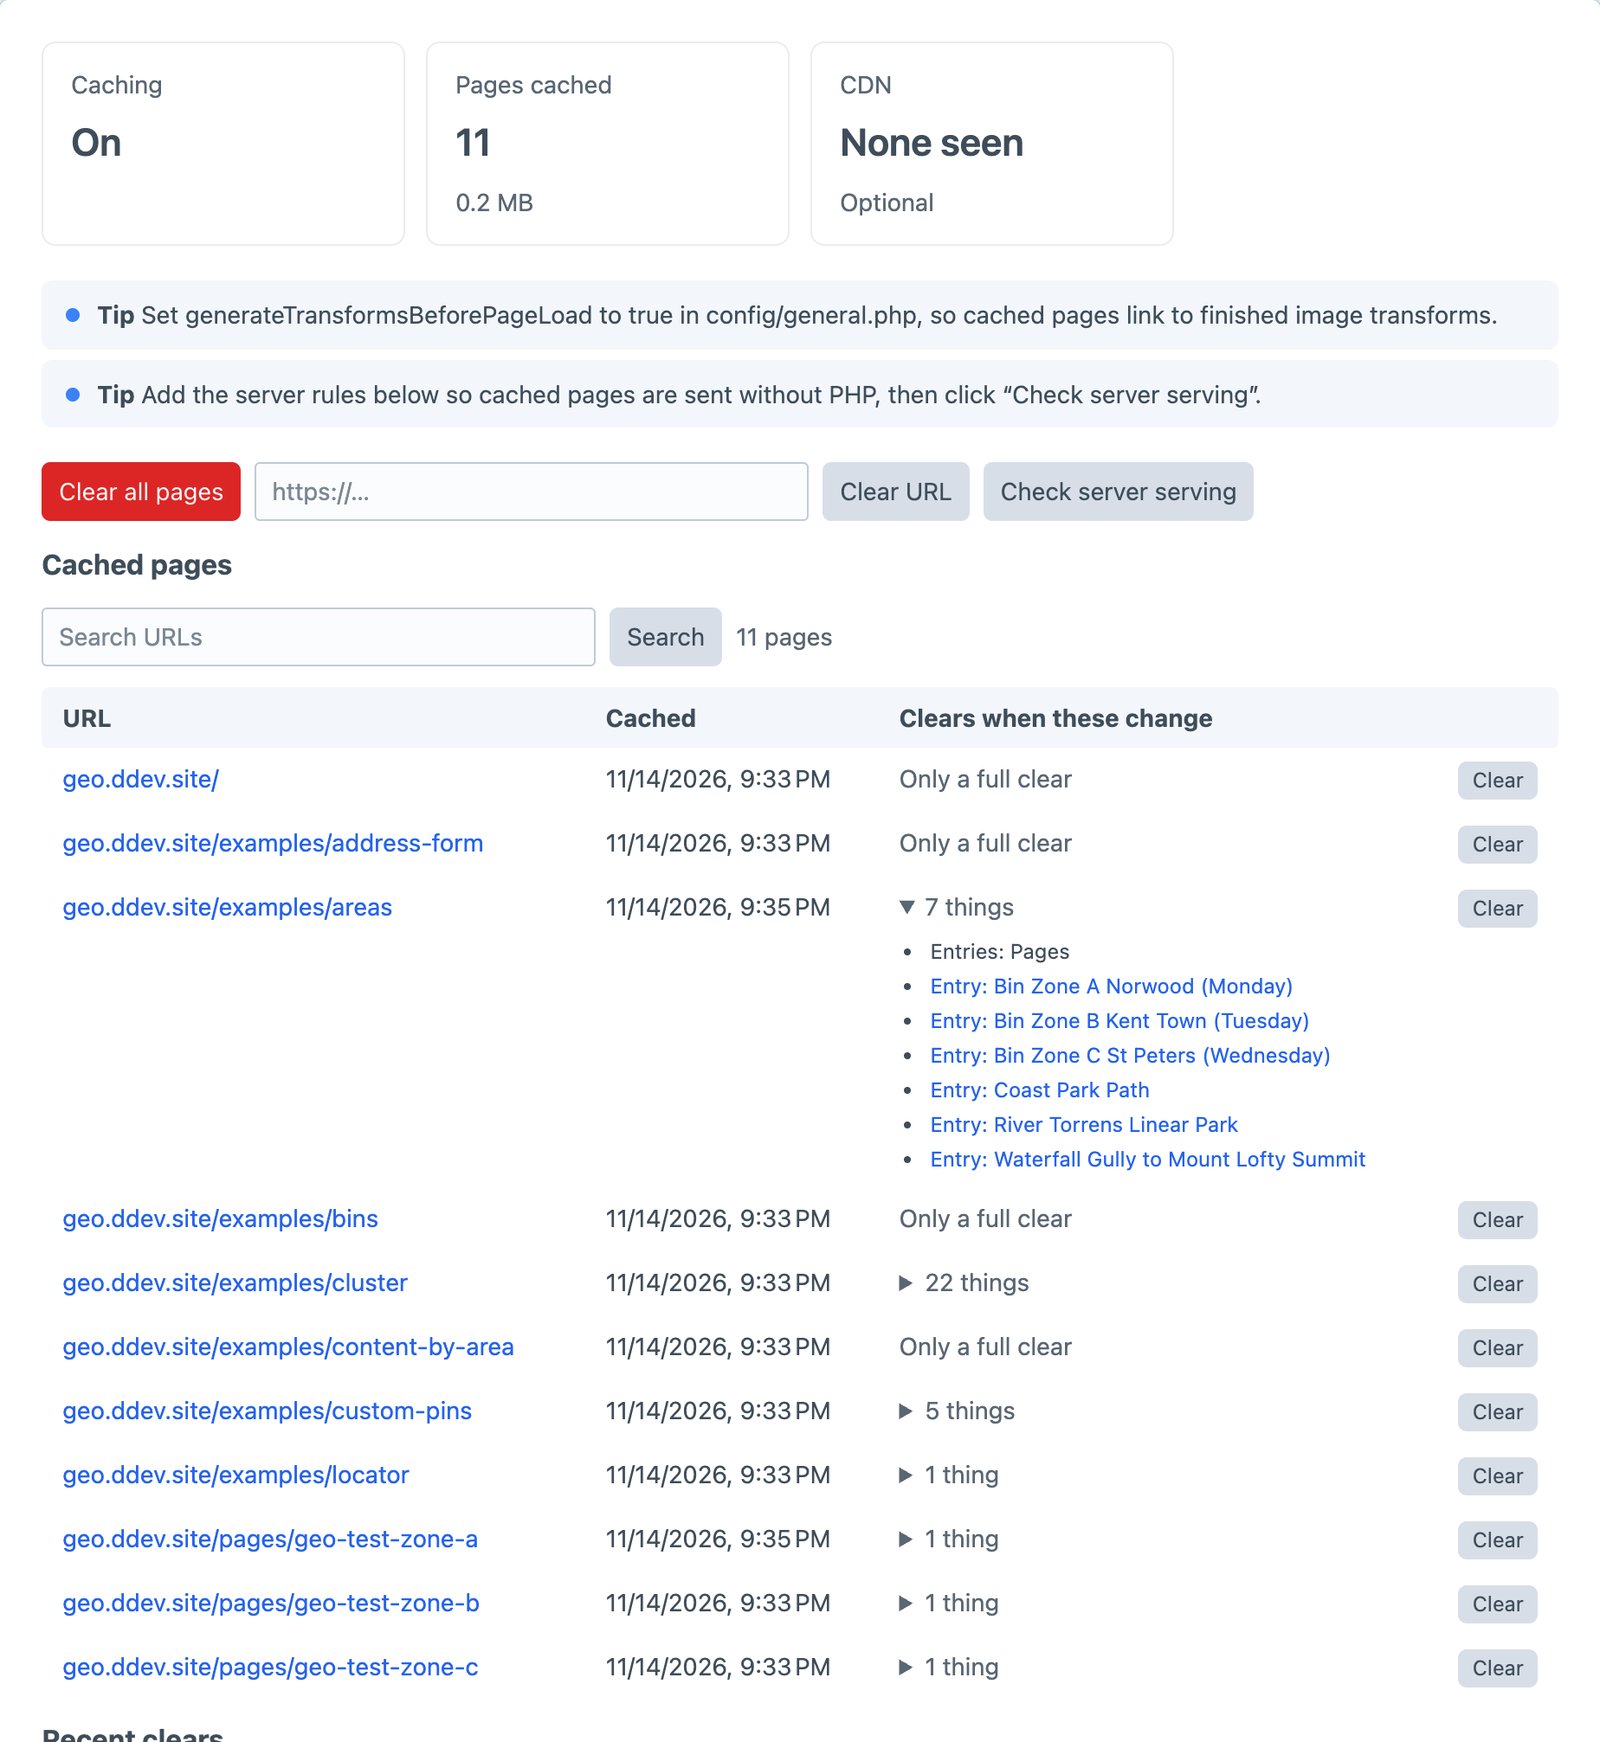 Caching
On
Pages cached
11
0.2 MB
CDN
None seen
Optional
Tip Set generateTransformsBeforePageLoad to true in config/general.php, so cached pages link to finished image transforms.
Tip Add the server rules below so cached pages are sent without PHP, then click “Check server serving”.
Clear all pages https://... Clear URL Check server serving
Cached pages
Search URLs Search 11 pages
URL Cached Clears when these change
geo.ddev.site/ 11/14/2026, 9:33 PM Only a full clear Clear
geo.ddev.site/examples/address-form 11/14/2026, 9:33 PM Only a full clear Clear
geo.ddev.site/examples/areas 11/14/2026, 9:35 PM ▼ 7 things Clear
• Entries: Pages
• Entry: Bin Zone A Norwood (Monday)
• Entry: Bin Zone B Kent Town (Tuesday)
• Entry: Bin Zone C St Peters (Wednesday)
• Entry: Coast Park Path
• Entry: River Torrens Linear Park
• Entry: Waterfall Gully to Mount Lofty Summit
geo.ddev.site/examples/bins 11/14/2026, 9:33 PM Only a full clear Clear
geo.ddev.site/examples/cluster 11/14/2026, 9:33 PM ▶ 22 things Clear
geo.ddev.site/examples/content-by-area 11/14/2026, 9:33 PM Only a full clear Clear
geo.ddev.site/examples/custom-pins 11/14/2026, 9:33 PM ▶ 5 things Clear
geo.ddev.site/examples/locator 11/14/2026, 9:33 PM ▶ 1 thing Clear
geo.ddev.site/pages/geo-test-zone-a 11/14/2026, 9:35 PM ▶ 1 thing Clear
geo.ddev.site/pages/geo-test-zone-b 11/14/2026, 9:33 PM ▶ 1 thing Clear
geo.ddev.site/pages/geo-test-zone-c 11/14/2026, 9:33 PM ▶ 1 thing Clear
Recent clears